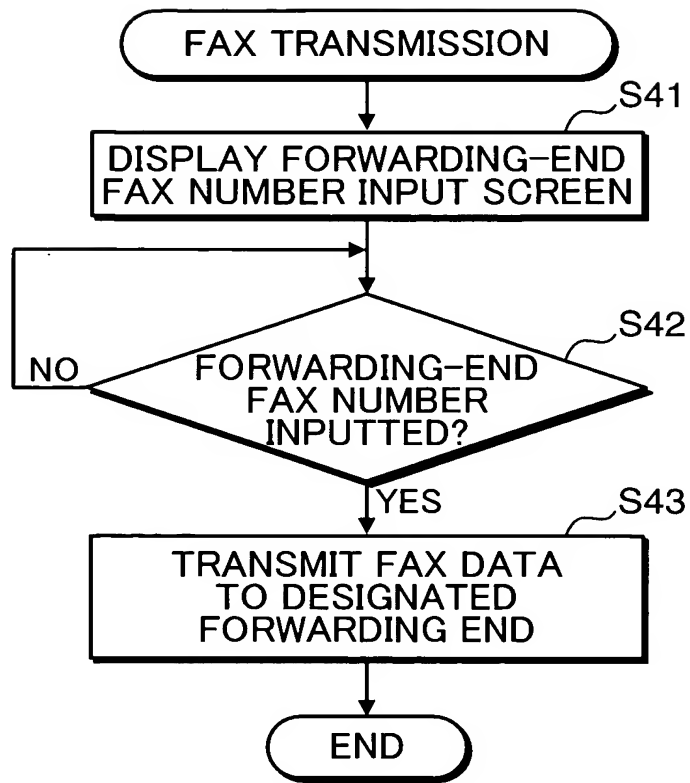 FAX TRANSMISSION
S41
DISPLAY FORWARDING-END
FAX NUMBER INPUT SCREEN
S42
NO
FORWARDING-END
FAX NUMBER
INPUTTED?
YES
S43
TRANSMIT FAX DATA
TO DESIGNATED
FORWARDING END
END